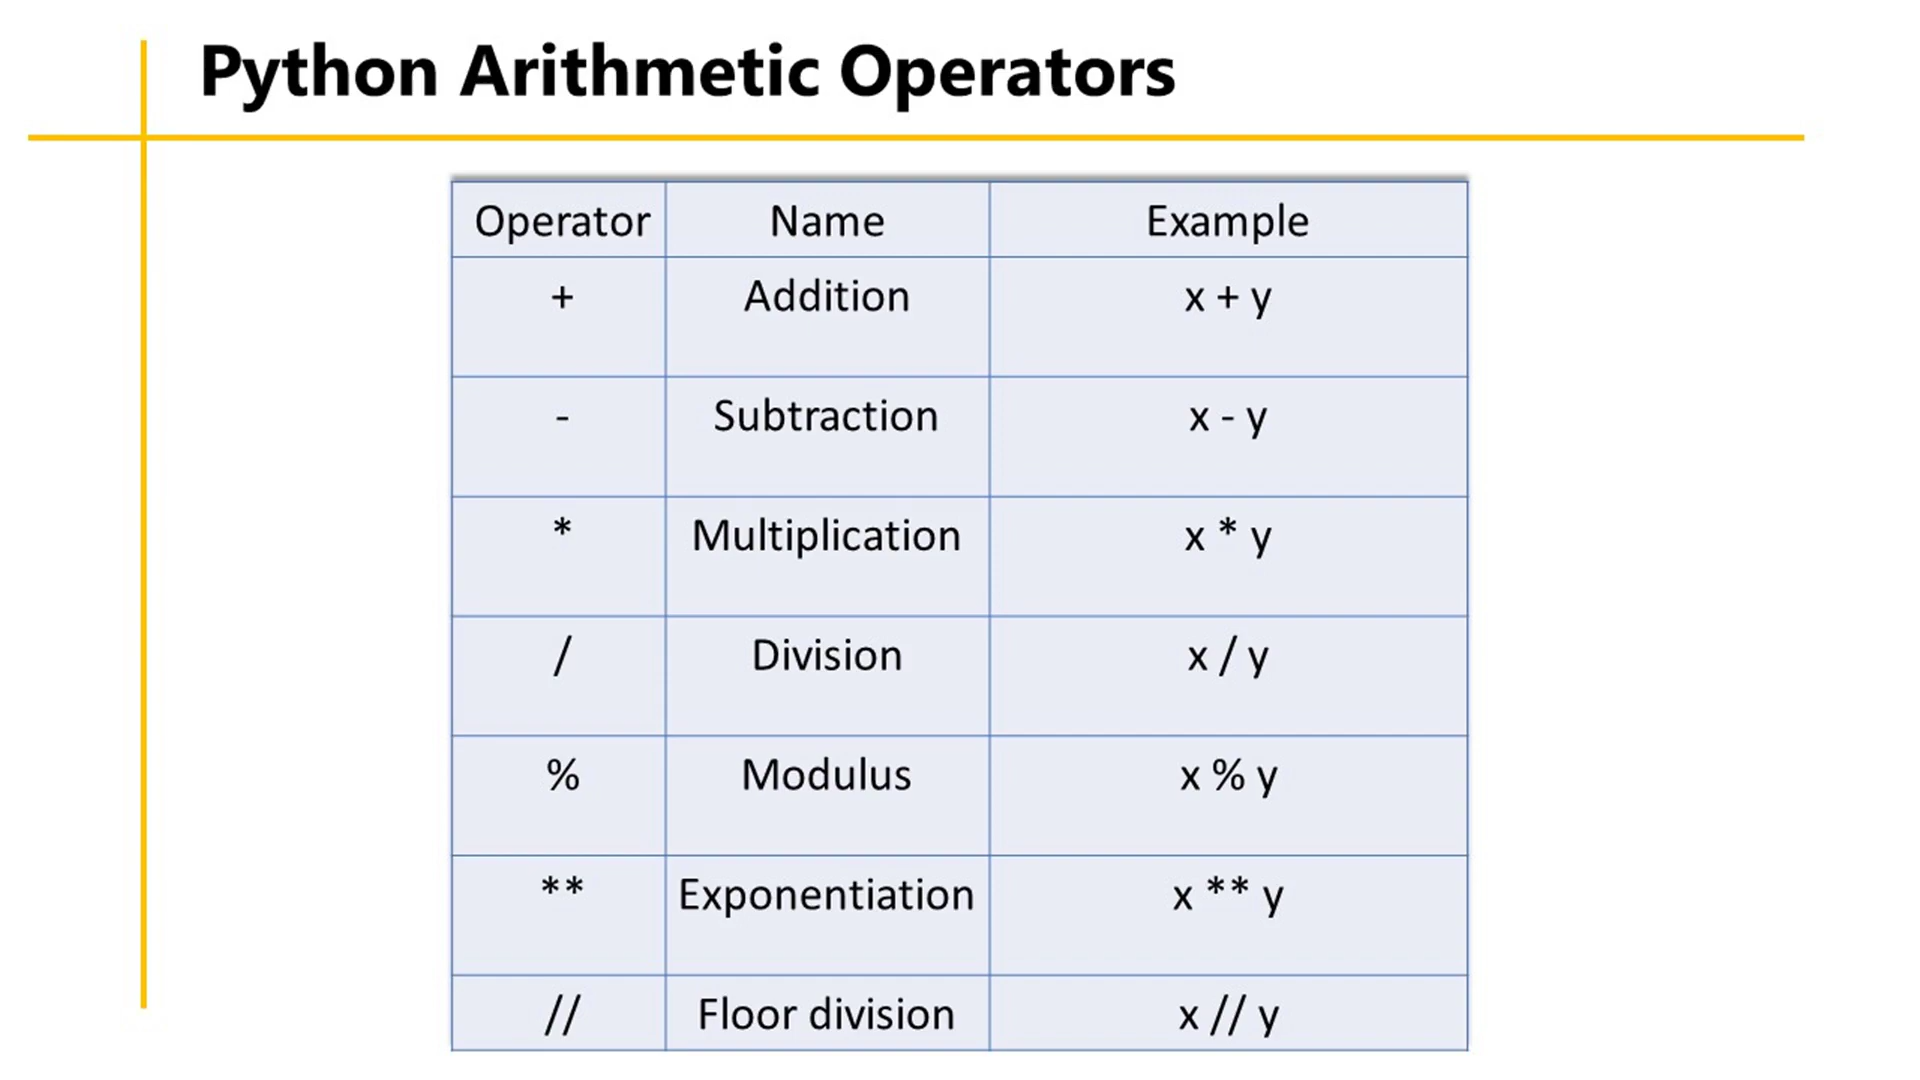 Python Arithmetic Operators
Operator Name Example
+ Addition x + y
- Subtraction x - y
* Multiplication x * y
/ Division x / y
% Modulus x % y
** Exponentiation x ** y
// Floor division x // y